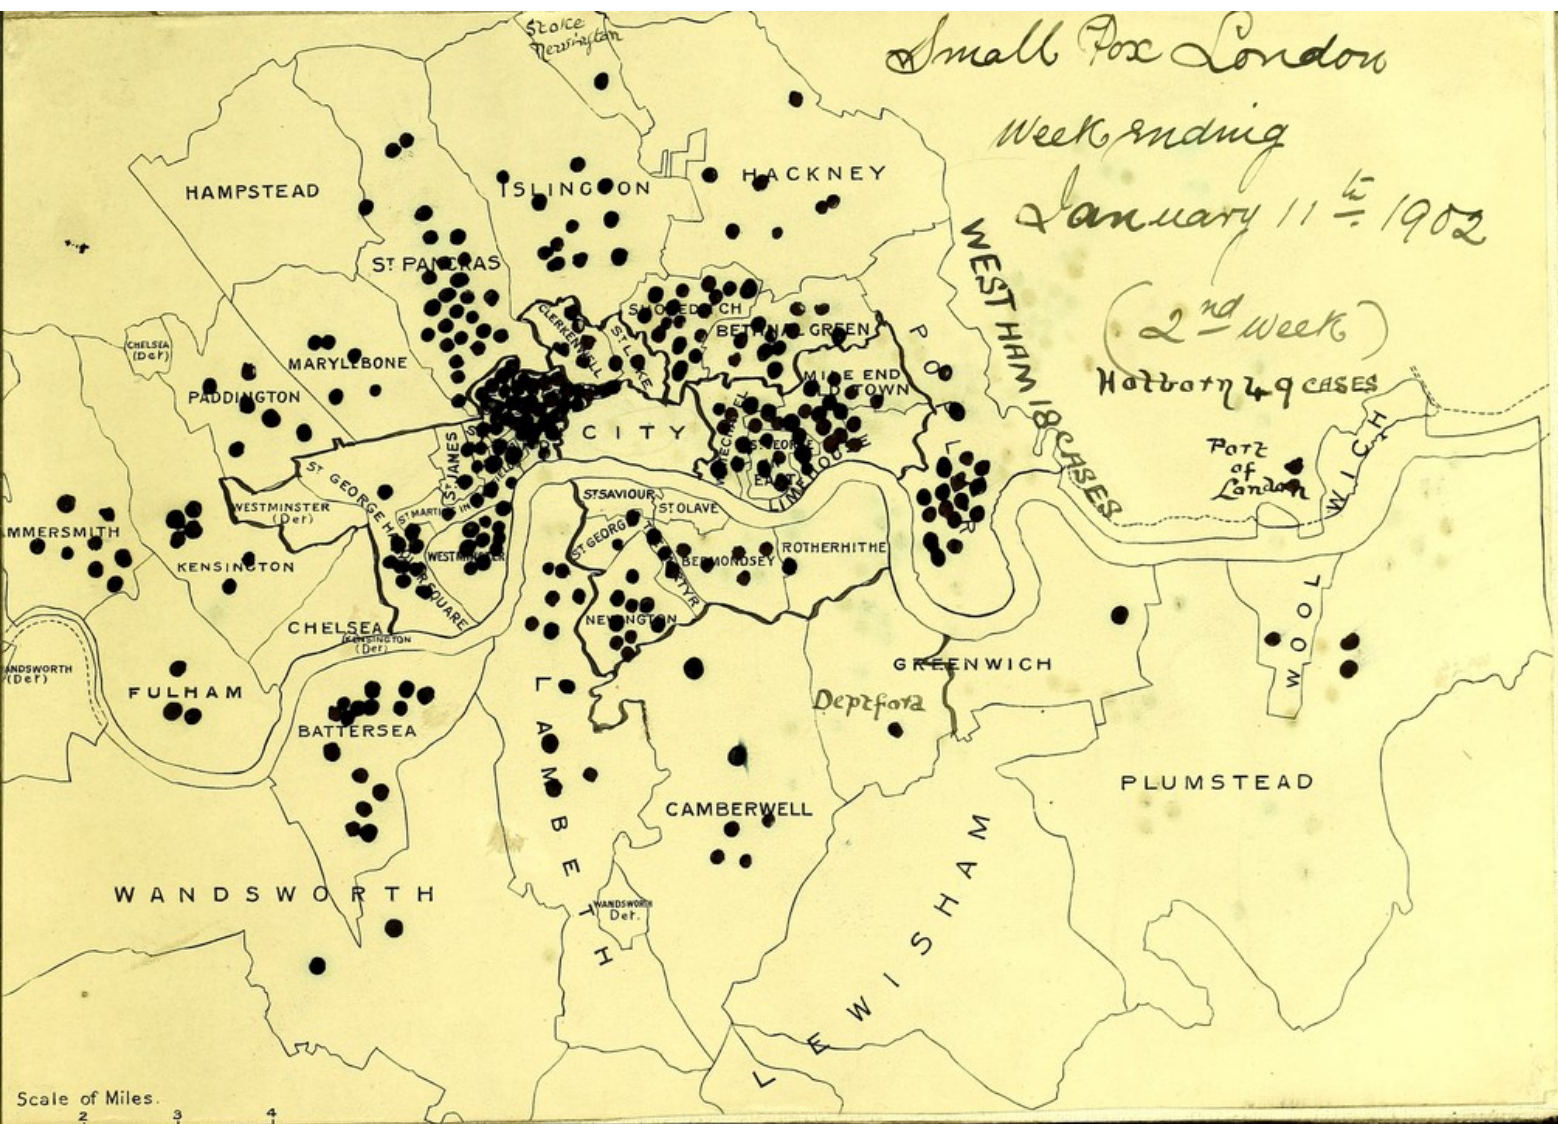 Stoke
Newington
Small Pox London
Week ending
January 11th 1902
(2nd Week)
Holborn 49 CASES
WEST HAM 18 CASES
Port
of
London
HAMPSTEAD
ISLINGTON
HACKNEY
ST PANCRAS
CHELSEA
(Det)
MARYLEBONE
PADDINGTON
CLERKENWELL
ST LUKE
SHOREDITCH
BETHNAL GREEN
MILE END
OLD TOWN
POPLAR
CITY
ST JAMES
ST GEORGE HANOVER SQUARE
WESTMINSTER
(Det)
ST MARTIN IN
WESTMINSTER
ST GEORGE
EAST
LIMEHOUSE
ST SAVIOUR
ST OLAVE
ST GEORGE
MARTYR
BERMONDSEY
ROTHERHITHE
NEWINGTON
MMERSMITH
KENSINGTON
CHELSEA
KENSINGTON
(Det)
ANDSWORTH
(Det)
FULHAM
BATTERSEA
LAMBETH
CAMBERWELL
Deptford
GREENWICH
WOOLWICH
PLUMSTEAD
WANDSWORTH
WANDSWORTH
Det.
LEWISHAM
Scale of Miles.
2 3 4